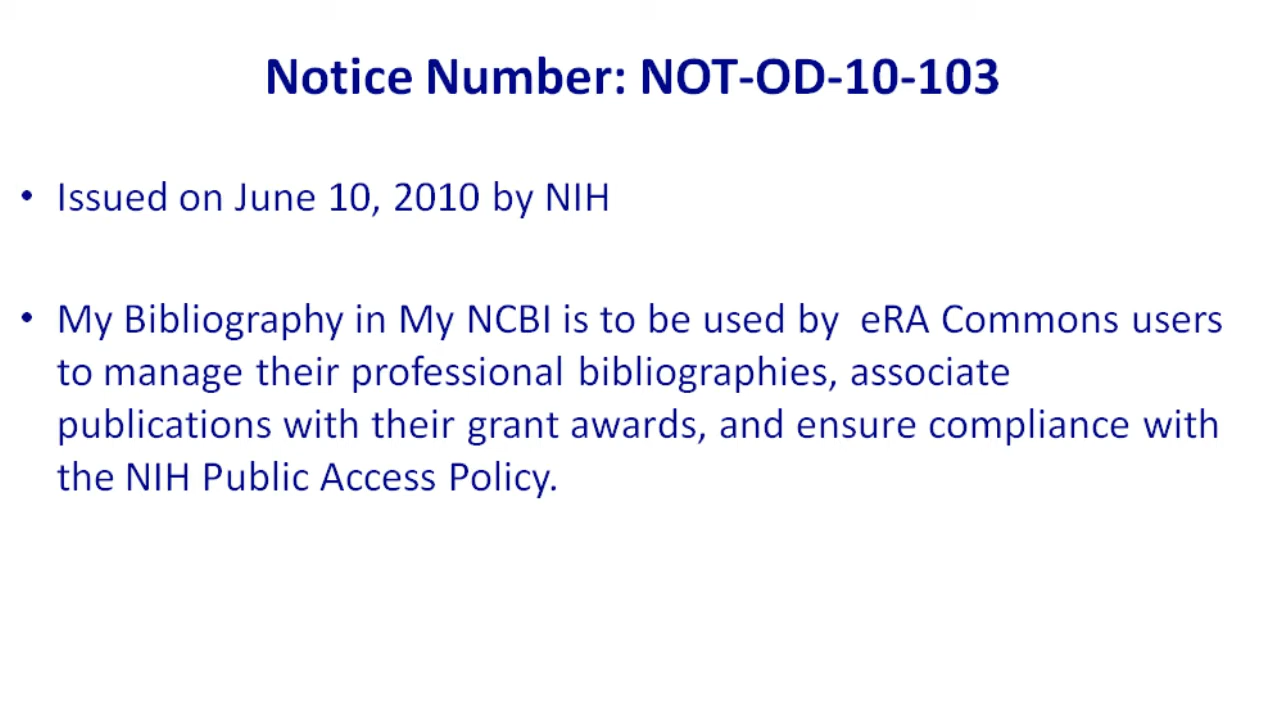 Notice Number: NOT-OD-10-103
• Issued on June 10, 2010 by NIH
• My Bibliography in My NCBI is to be used by  eRA Commons users
to manage their professional bibliographies, associate
publications with their grant awards, and ensure compliance with
the NIH Public Access Policy.